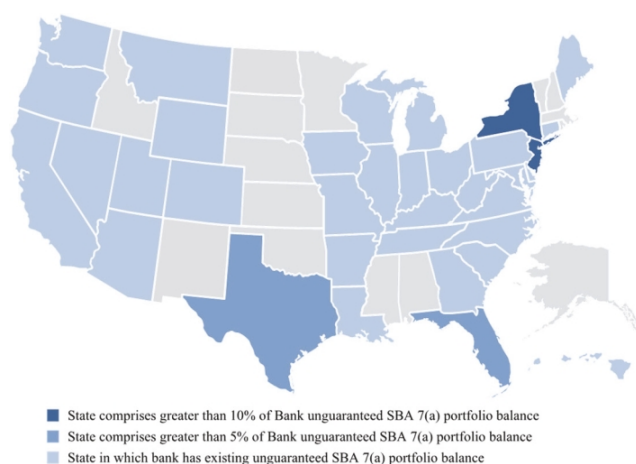 State comprises greater than 10% of Bank unguaranteed SBA 7(a) portfolio balance
State comprises greater than 5% of Bank unguaranteed SBA 7(a) portfolio balance
State in which bank has existing unguaranteed SBA 7(a) portfolio balance